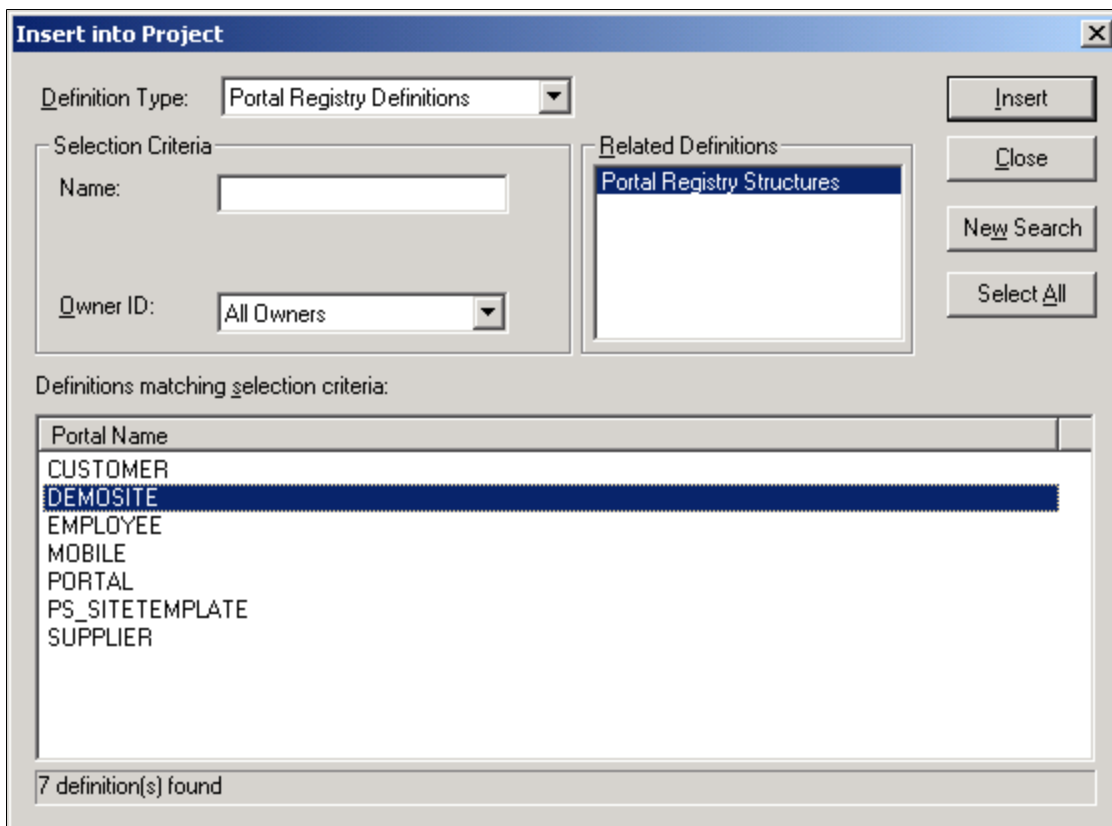 Insert into Project
Definition Type:
Portal Registry Definitions
Insert
Selection Criteria
Name:
Owner ID:
All Owners
Related Definitions
Portal Registry Structures
Close
New Search
Select All
Definitions matching selection criteria:
Portal Name
CUSTOMER
DEMOSITE
EMPLOYEE
MOBILE
PORTAL
PS_SITETEMPLATE
SUPPLIER
7 definition(s) found